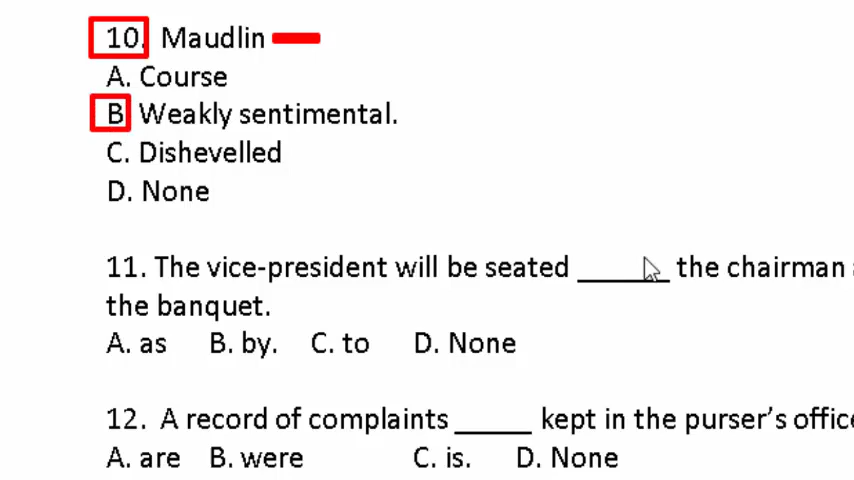 10. Maudlin
A. Course
B Weakly sentimental.
C. Dishevelled
D. None
11. The vice-president will be seated ______ the chairman
the banquet.
A. as B. by. C. to D. None
12. A record of complaints _____ kept in the purser's office
A. are B. were C. is. D. None